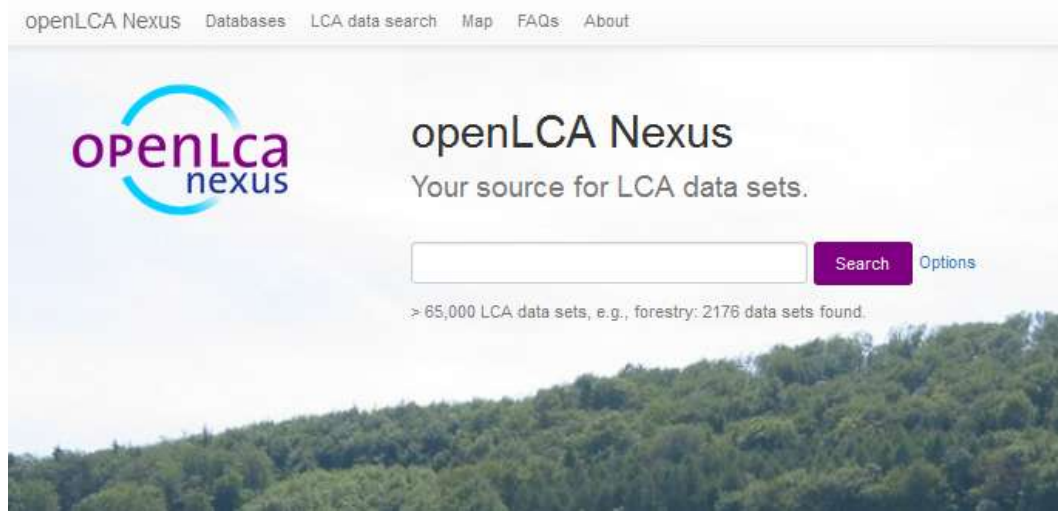 openLCA Nexus Databases LCA data search Map FAQs About
openLca
nexus
openLCA Nexus
Your source for LCA data sets.
Search Options
> 65,000 LCA data sets, e.g., forestry: 2176 data sets found.